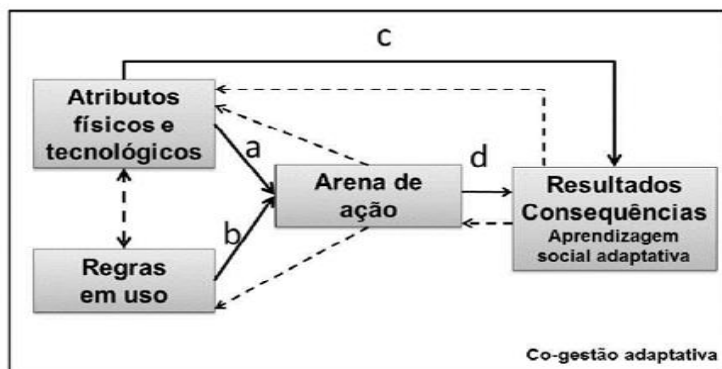 c
Atributos
físicos e
tecnológicos
a
d
Arena de
ação
Resultados
Consequências
Aprendizagem
social adaptativa
b
Regras
em uso
Co-gestão adaptativa